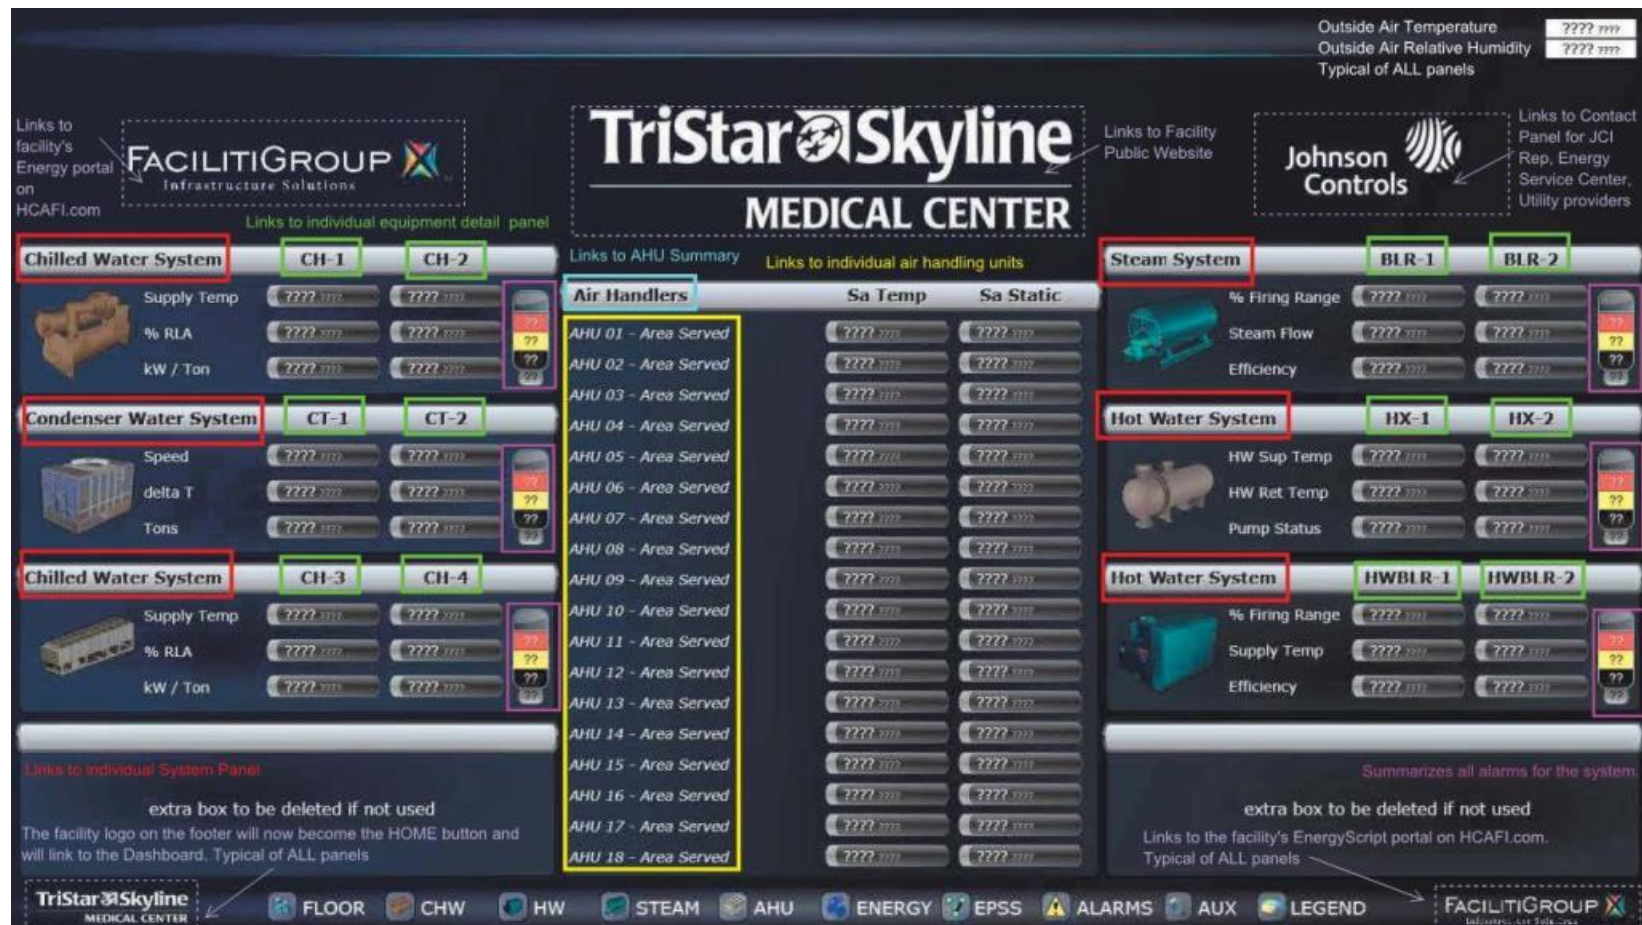 Outside Air Temperature ???? ????
Outside Air Relative Humidity ???? ????
Typical of ALL panels
Links to
facility's
Energy portal
on
HCAFI.com
FACILITIGROUP
Infrastructure Solutions
TriStar Skyline
MEDICAL CENTER
Links to Facility
Public Website
Johnson
Controls
Links to Contact
Panel for JCI
Rep, Energy
Service Center,
Utility providers
Links to individual equipment detail panel
Chilled Water System CH-1 CH-2
Supply Temp ???? ???? ???? ????
% RLA ???? ???? ???? ????
kW / Ton ???? ???? ???? ????
??
??
??
??
Condenser Water System CT-1 CT-2
Speed ???? ???? ???? ????
delta T ???? ???? ???? ????
Tons ???? ???? ???? ????
??
??
??
??
Chilled Water System CH-3 CH-4
Supply Temp ???? ???? ???? ????
% RLA ???? ???? ???? ????
kW / Ton ???? ???? ???? ????
??
??
??
??
Links to individual System Panel
extra box to be deleted if not used
The facility logo on the footer will now become the HOME button and
will link to the Dashboard. Typical of ALL panels
Links to AHU Summary
Links to individual air handling units
Air Handlers Sa Temp Sa Static
AHU 01 - Area Served ???? ???? ???? ????
AHU 02 - Area Served ???? ???? ???? ????
AHU 03 - Area Served ???? ???? ???? ????
AHU 04 - Area Served ???? ???? ???? ????
AHU 05 - Area Served ???? ???? ???? ????
AHU 06 - Area Served ???? ???? ???? ????
AHU 07 - Area Served ???? ???? ???? ????
AHU 08 - Area Served ???? ???? ???? ????
AHU 09 - Area Served ???? ???? ???? ????
AHU 10 - Area Served ???? ???? ???? ????
AHU 11 - Area Served ???? ???? ???? ????
AHU 12 - Area Served ???? ???? ???? ????
AHU 13 - Area Served ???? ???? ???? ????
AHU 14 - Area Served ???? ???? ???? ????
AHU 15 - Area Served ???? ???? ???? ????
AHU 16 - Area Served ???? ???? ???? ????
AHU 17 - Area Served ???? ???? ???? ????
AHU 18 - Area Served ???? ???? ???? ????
Steam System BLR-1 BLR-2
% Firing Range ???? ???? ???? ????
Steam Flow ???? ???? ???? ????
Efficiency ???? ???? ???? ????
??
??
??
??
Hot Water System HX-1 HX-2
HW Sup Temp ???? ???? ???? ????
HW Ret Temp ???? ???? ???? ????
Pump Status ???? ???? ???? ????
??
??
??
??
Hot Water System HWBLR-1 HWBLR-2
% Firing Range ???? ???? ???? ????
Supply Temp ???? ???? ???? ????
Efficiency ???? ???? ???? ????
??
??
??
??
Summarizes all alarms for the system.
extra box to be deleted if not used
Links to the facility's EnergyScript portal on HCAFI.com.
Typical of ALL panels
TriStar Skyline
MEDICAL CENTER
FLOOR CHW HW STEAM AHU ENERGY EPSS ALARMS AUX LEGEND
FACILITIGROUP
Infrastructure Solutions